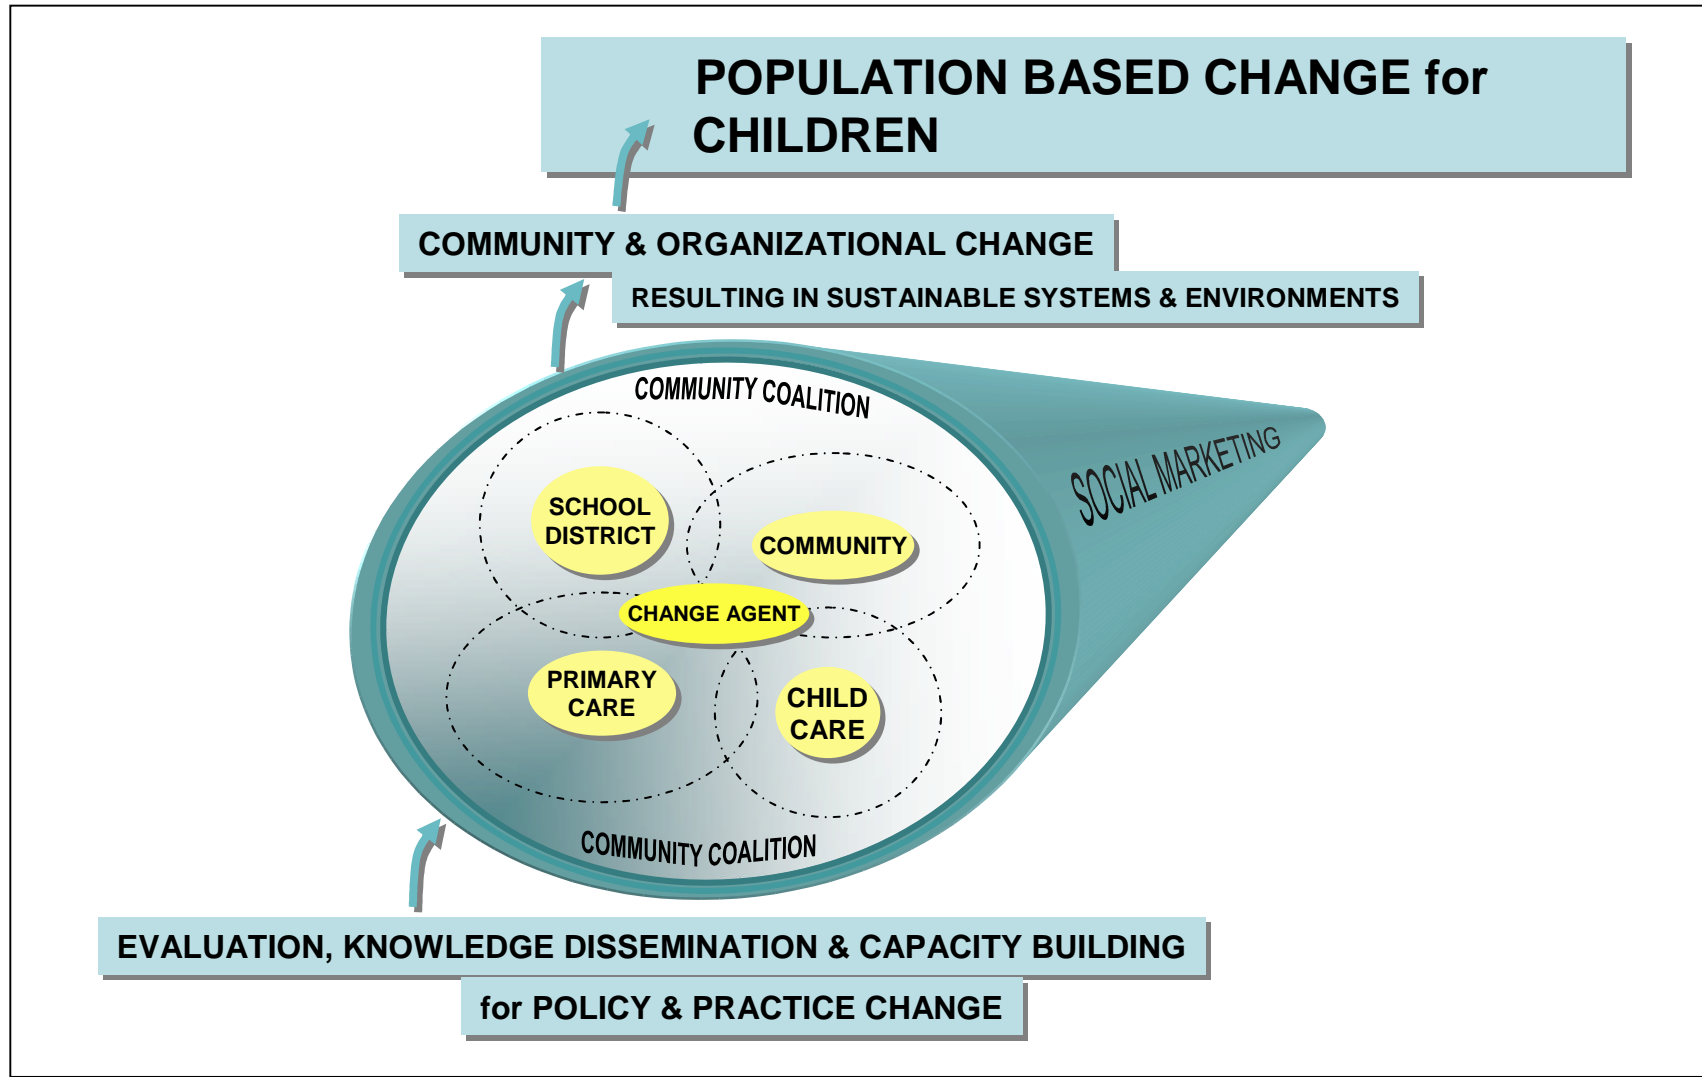 POPULATION BASED CHANGE for
CHILDREN
COMMUNITY & ORGANIZATIONAL CHANGE
RESULTING IN SUSTAINABLE SYSTEMS & ENVIRONMENTS
COMMUNITY COALITION
SOCIAL MARKETING
SCHOOL
DISTRICT
COMMUNITY
CHANGE AGENT
PRIMARY
CARE
CHILD
CARE
COMMUNITY COALITION
EVALUATION, KNOWLEDGE DISSEMINATION & CAPACITY BUILDING
for POLICY & PRACTICE CHANGE